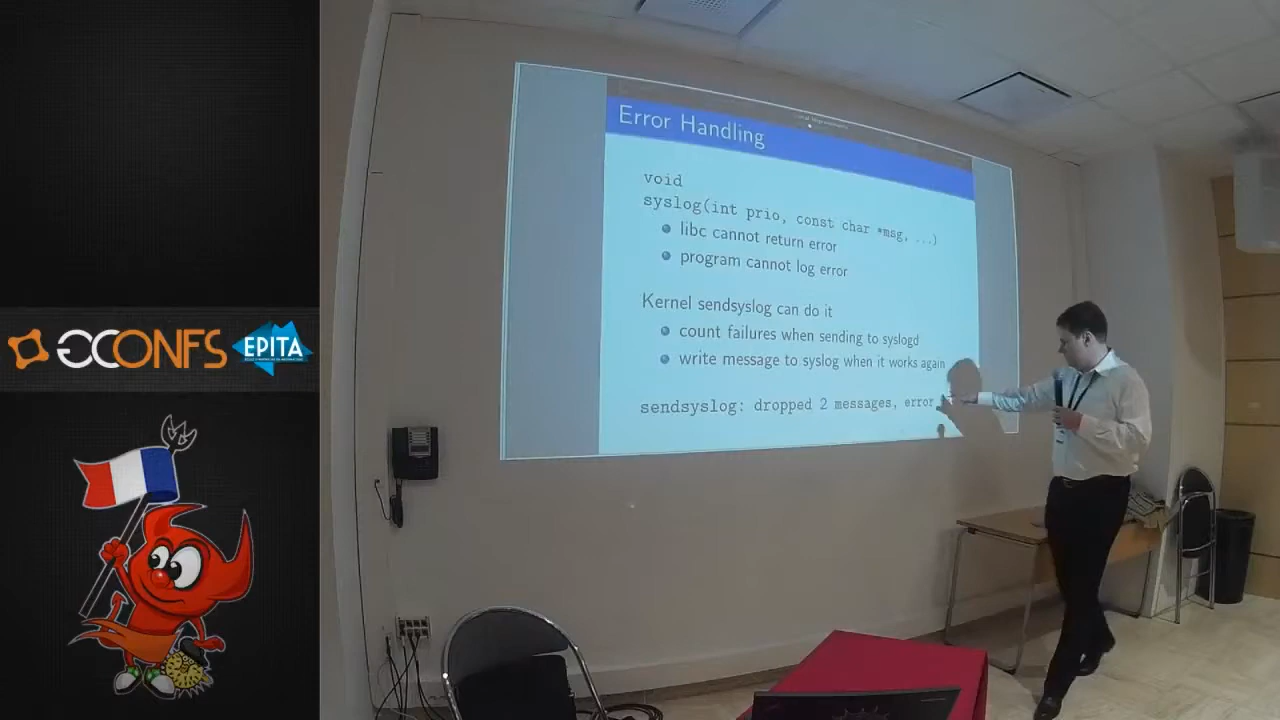 Error Handling
void
syslog(int prio, const char *msg, ...)
libc cannot return error
program cannot log error
Kernel sendsyslog can do it
count failures when sending to syslogd
write message to syslog when it works again
sendsyslog: dropped 2 messages, error
GCONFS
EPITA